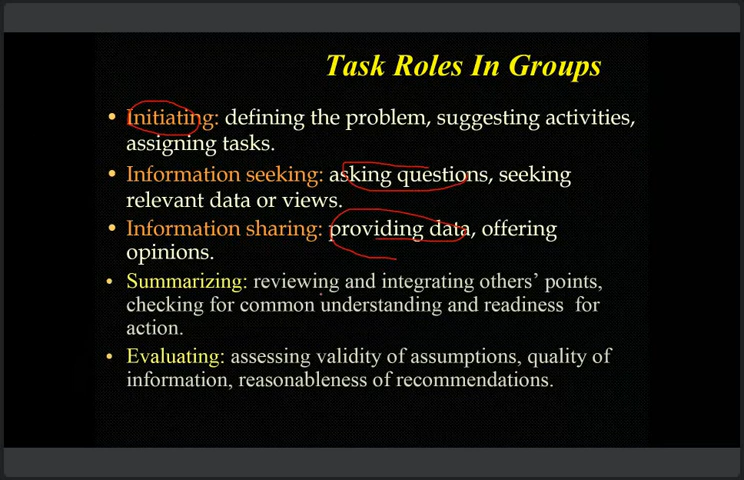 Task Roles In Groups
• Initiating: defining the problem, suggesting activities,
assigning tasks.
• Information seeking: asking questions, seeking
relevant data or views.
• Information sharing: providing data, offering
opinions.
• Summarizing: reviewing and integrating others’ points,
checking for common understanding and readiness for
action.
• Evaluating: assessing validity of assumptions, quality of
information, reasonableness of recommendations.